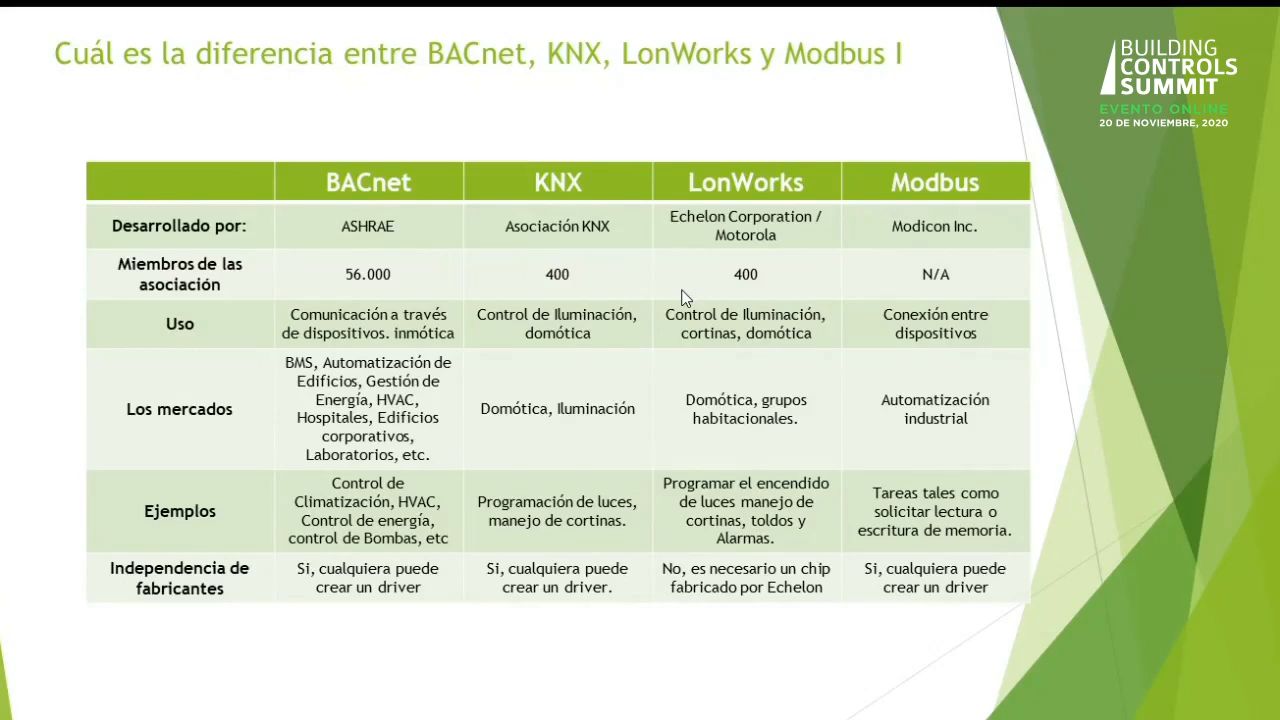 Cuál es la diferencia entre BACnet, KNX, LonWorks y Modbus I
BUILDING
CONTROLS
SUMMIT
EVENTO ONLINE
20 DE NOVIEMBRE, 2020
BACnet KNX LonWorks Modbus
Desarrollado por: ASHRAE Asociación KNX Echelon Corporation /
Motorola Modicon Inc.
Miembros de las
asociación 56.000 400 400 N/A
Uso Comunicación a través
de dispositivos. inmótica Control de Iluminación,
domótica Control de Iluminación,
cortinas, domótica Conexión entre
dispositivos
Los mercados BMS, Automatización de
Edificios, Gestión de
Energía, HVAC,
Hospitales, Edificios
corporativos,
Laboratorios, etc. Domótica, Iluminación Domótica, grupos
habitacionales. Automatización
industrial
Ejemplos Control de
Climatización, HVAC,
Control de energía,
control de Bombas, etc Programación de luces,
manejo de cortinas. Programar el encendido
de luces manejo de
cortinas, toldos y
Alarmas. Tareas tales como
solicitar lectura o
escritura de memoria.
Independencia de
fabricantes Si, cualquiera puede
crear un driver Si, cualquiera puede
crear un driver. No, es necesario un chip
fabricado por Echelon Si, cualquiera puede
crear un driver